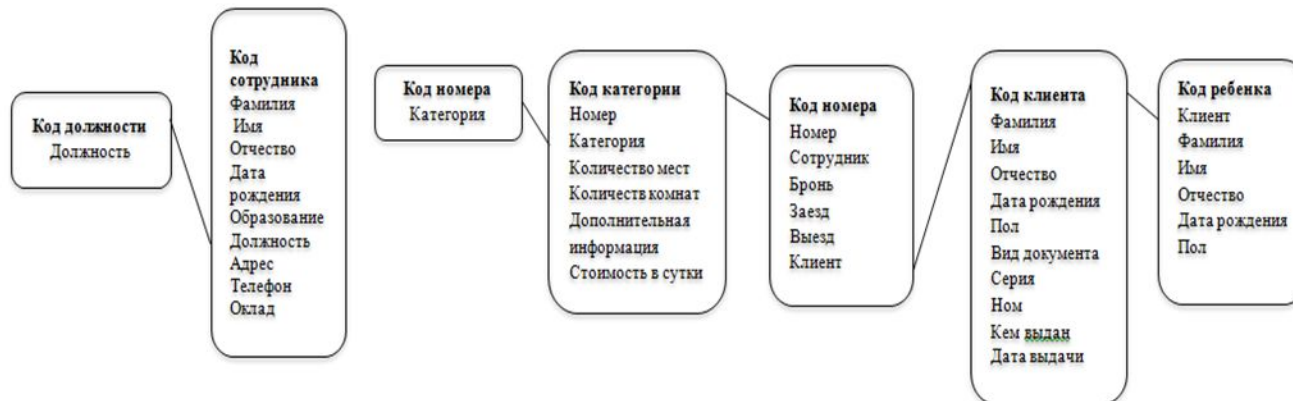 Код должности
Должность
Код
сотрудника
Фамилия
Имя
Отчество
Дата
рождения
Образование
Должность
Адрес
Телефон
Оклад
Код номера
Категория
Код категории
Номер
Категория
Количество мест
Количеств комнат
Дополнительная
информация
Стоимость в сутки
Код номера
Номер
Сотрудник
Бронь
Заезд
Выезд
Клиент
Код клиента
Фамилия
Имя
Отчество
Дата рождения
Пол
Вид документа
Серия
Ном
Кем выдан
Дата выдачи
Код ребенка
Клиент
Фамилия
Имя
Отчество
Дата рождения
Пол